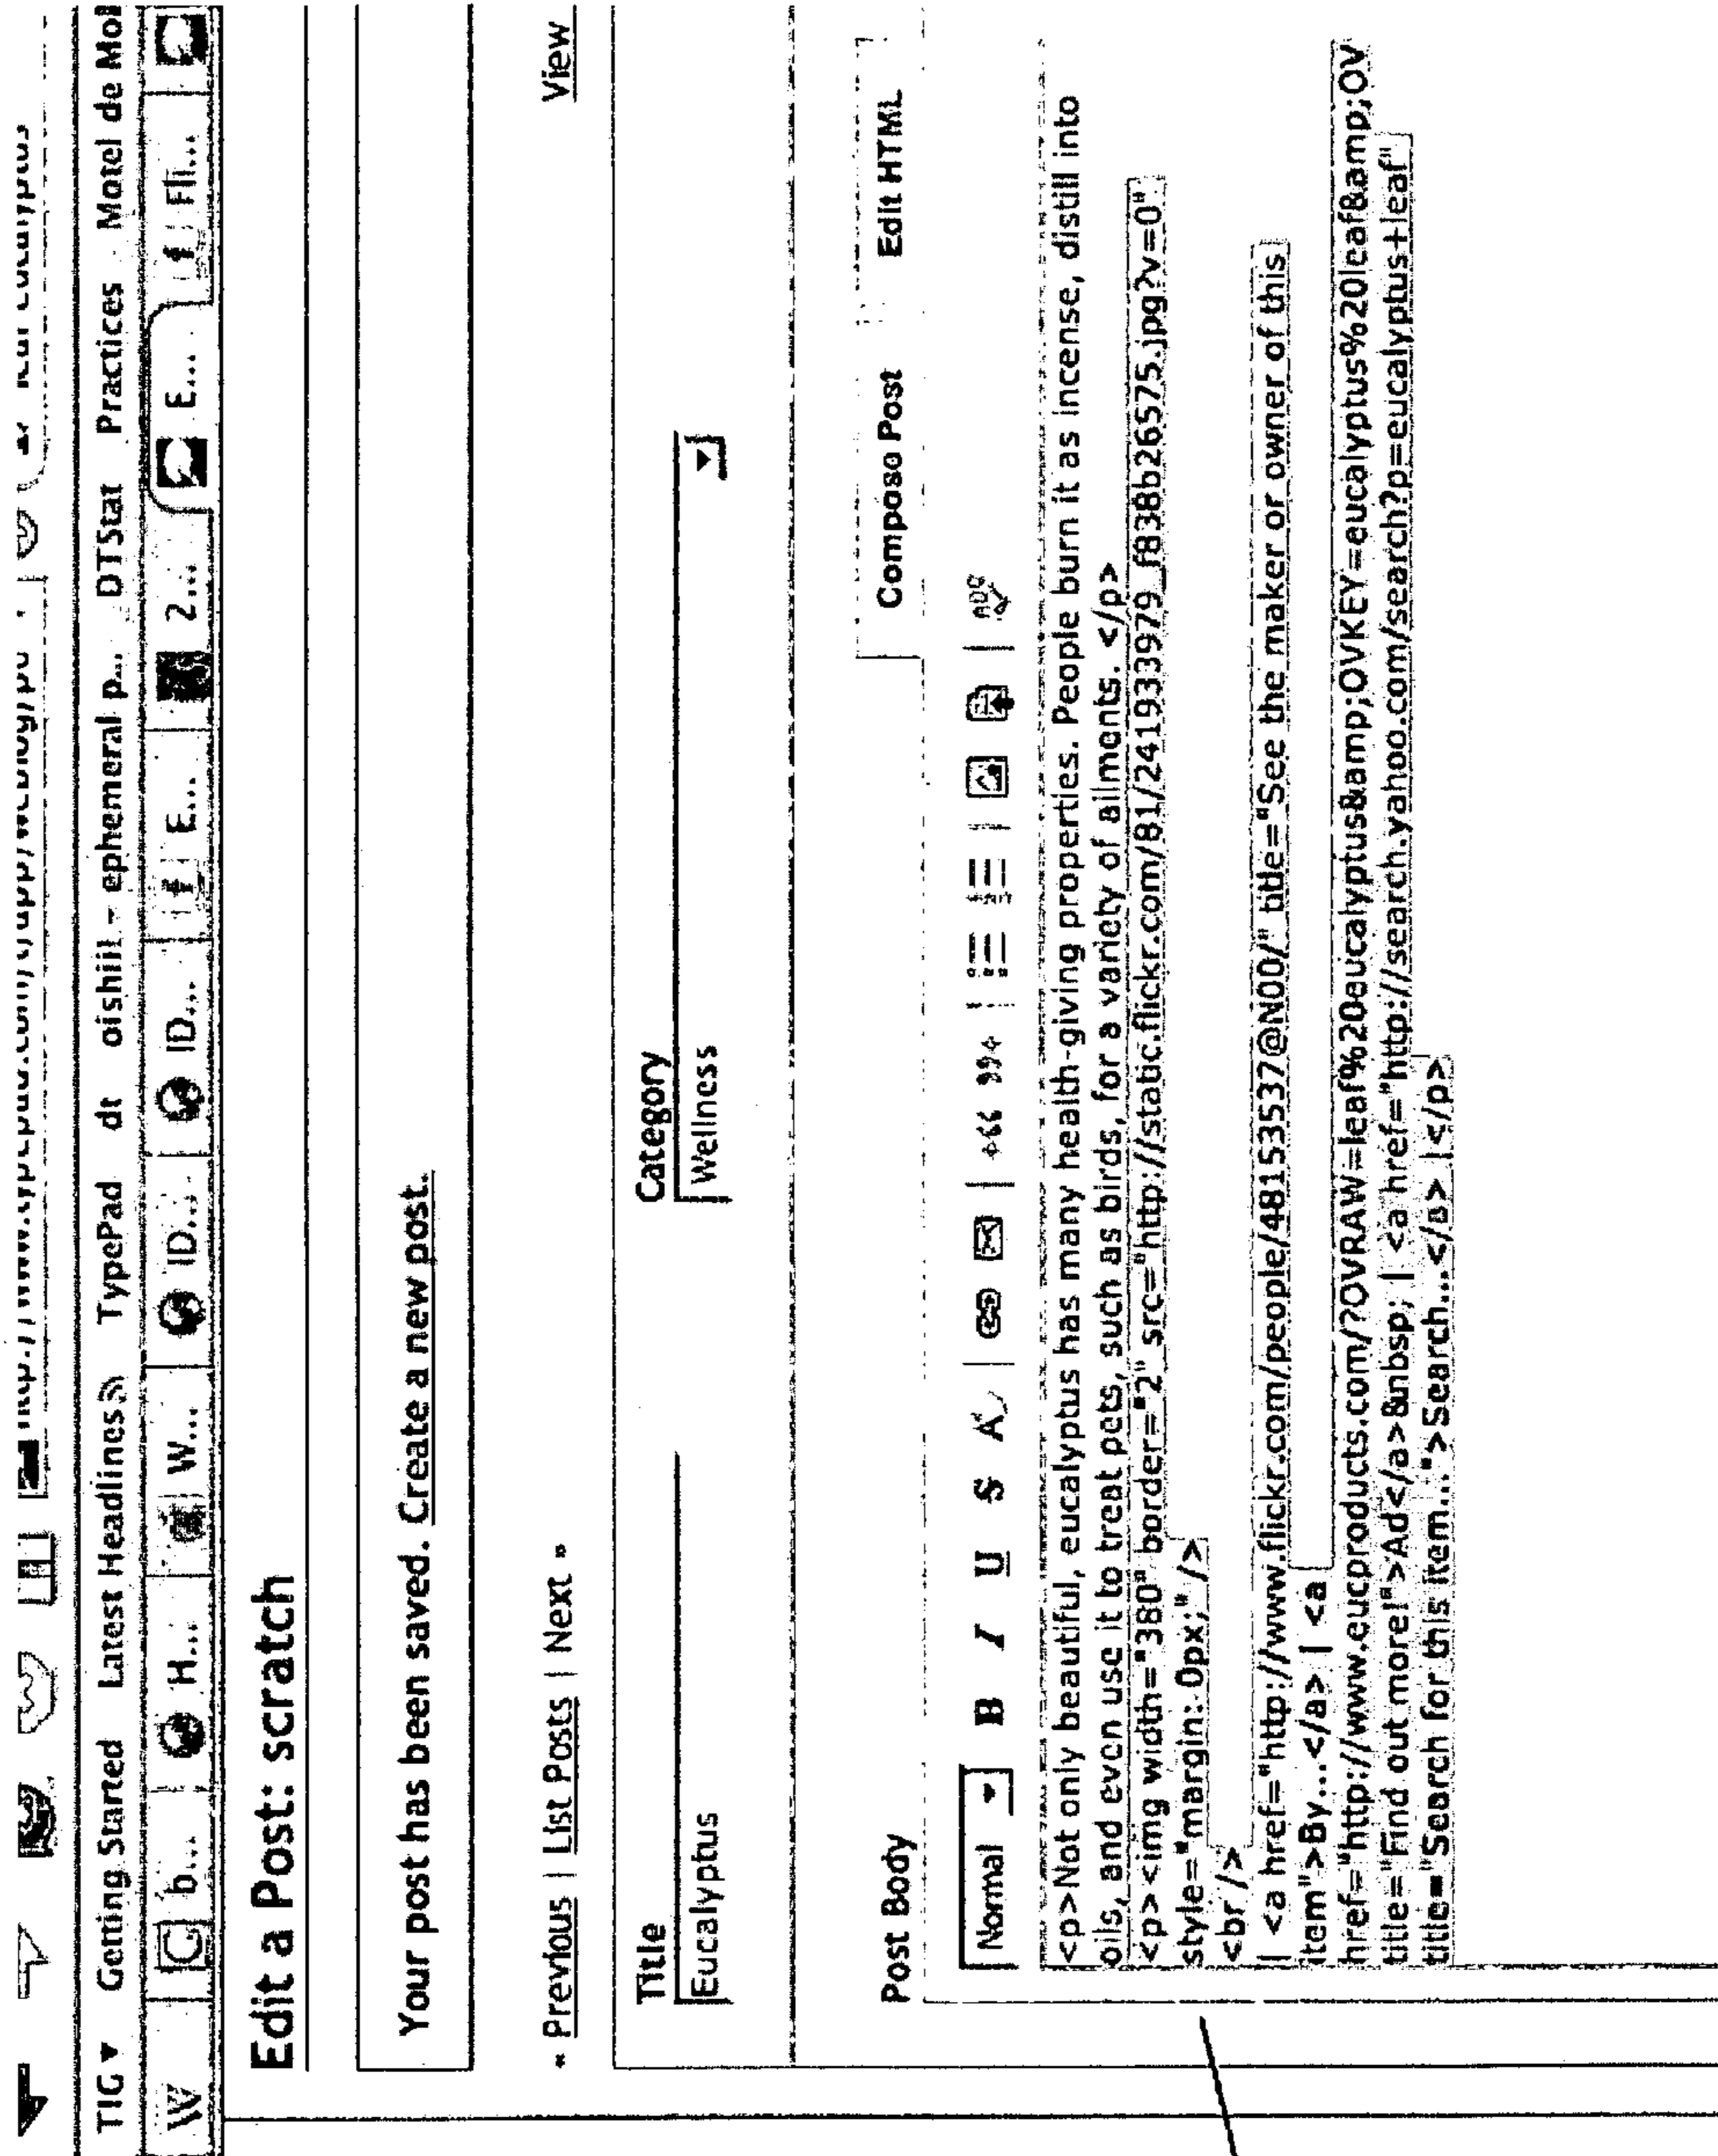 TIG ▾ Getting Started Latest Headlines TypePad dt oishiii - ephemeral p... DTStat Practices Motel de Mol
W G b... H... W... ID... ID... E... 2... E... Fli...
Edit a Post: scratch
Your post has been saved. Create a new post.
« Previous | List Posts | Next » View
Title Category
Eucalyptus Wellness
Post Body Compose Post Edit HTML
Normal B I U S A ABC
<p>Not only beautiful, eucalyptus has many health-giving properties. People burn it as incense, distill into
oils, and even use it to treat pets, such as birds, for a variety of ailments. </p>
<p><img width="380" border="2" src="http://static.flickr.com/81/241933979_f838b26575.jpg?v=0"
style="margin: 0px;"/>
<br/>
| <a href="http://www.flickr.com/people/48153537@N00/" title="See the maker or owner of this
item">By...</a> | <a
href="http://www.eucproducts.com/?OVRAW=leaf%20eucalyptus&amp;OVKEY=eucalyptus%20leaf&amp;OV
title="Find out more!">Ad</a>&nbsp; | <a href="http://search.yahoo.com/search?p=eucalyptus+leaf"
title="Search for this item...">Search...</a> |</p>